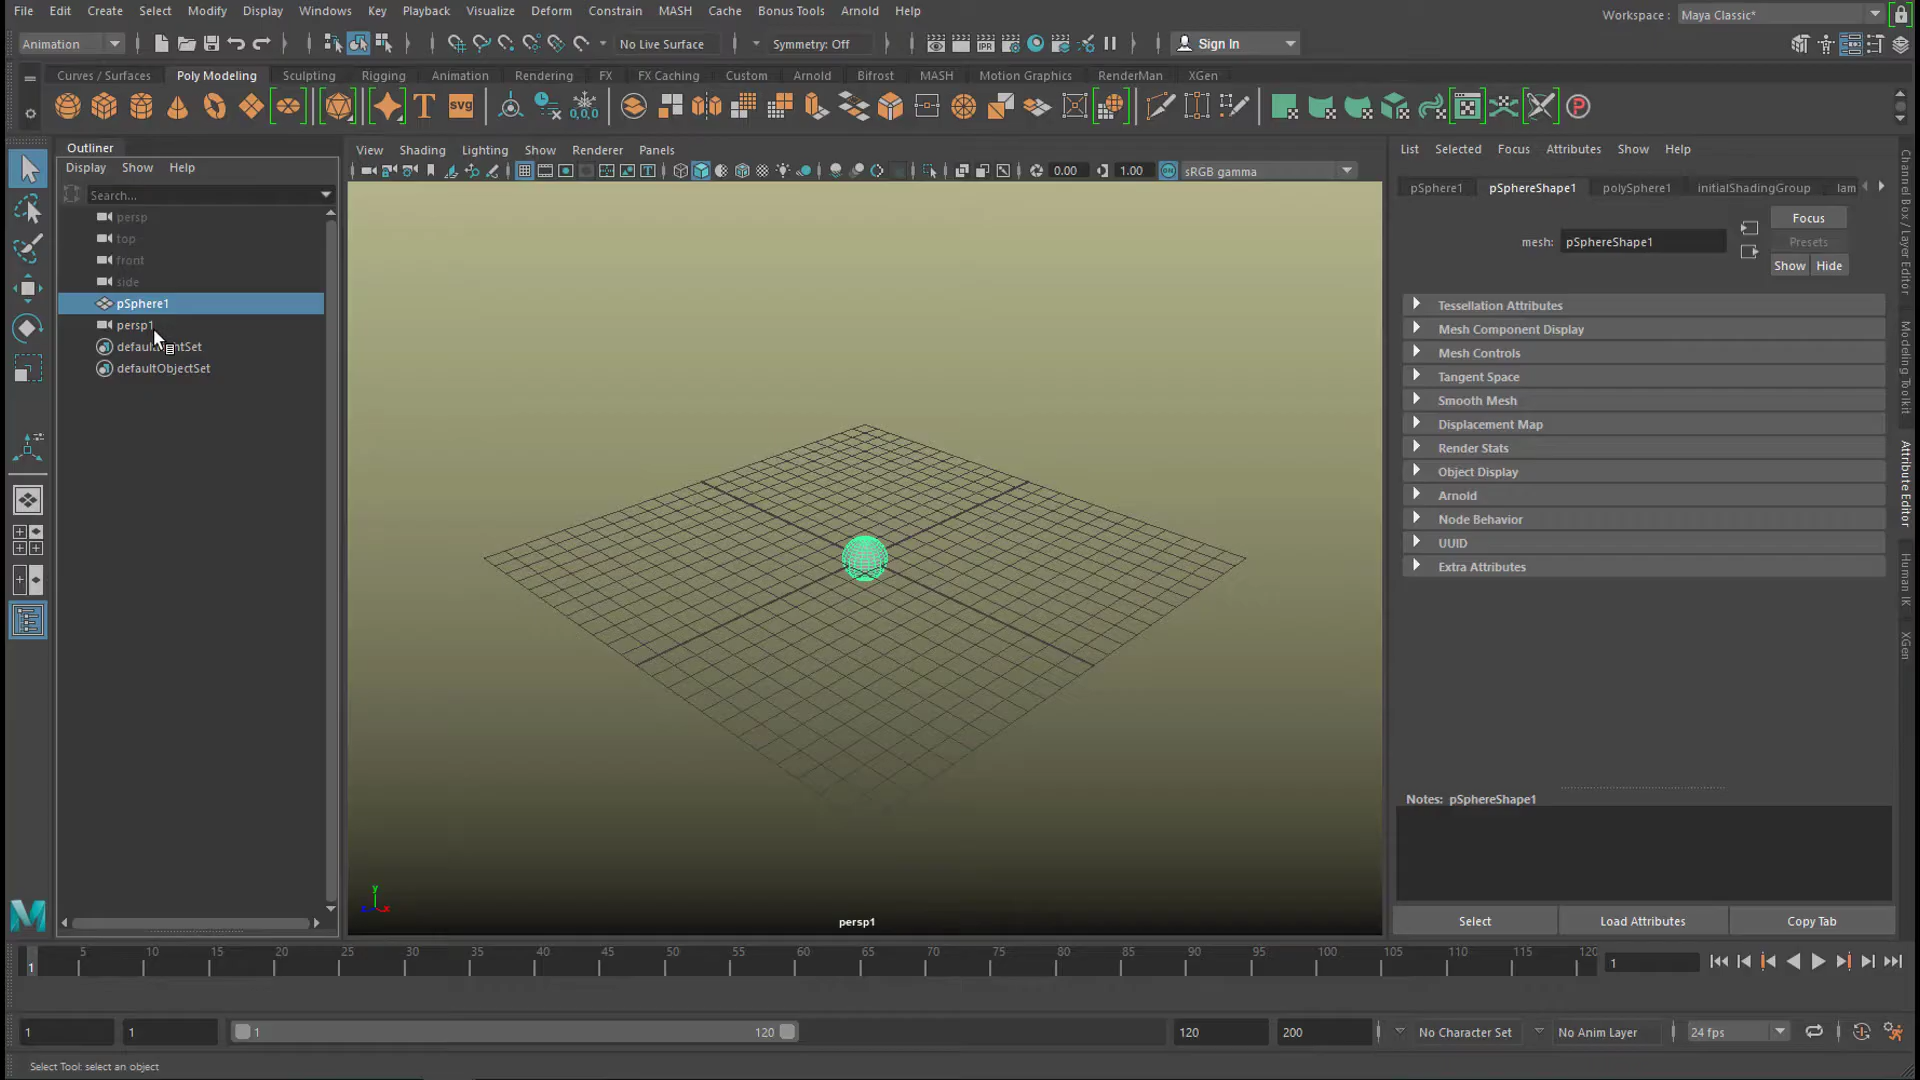 File Edit Create Select Modify Display Windows Key Playback Visualize Deform Constrain MASH Cache Bonus Tools Arnold Help
Workspace : Maya Classic*
Animation No Live Surface Symmetry: Off Sign In
Curves / Surfaces Poly Modeling Sculpting Rigging Animation Rendering FX FX Caching Custom Arnold Bifrost MASH Motion Graphics RenderMan XGen
T svg 0,0,0
Outliner
Display Show Help
Search...
persp
top
front
side
pSphere1
persp1
defaultObjectSet
View Shading Lighting Show Renderer Panels
0.00 1.00 sRGB gamma
y
x
persp1
List Selected Focus Attributes Show Help
pSphere1 pSphereShape1 polySphere1 initialShadingGroup lam
mesh: pSphereShape1
Focus
Presets
Show Hide
Tessellation Attributes
Mesh Component Display
Mesh Controls
Tangent Space
Smooth Mesh
Displacement Map
Render Stats
Object Display
Arnold
Node Behavior
UUID
Extra Attributes
Notes: pSphereShape1
Select Load Attributes Copy Tab
Channel Box / Layer Editor
Modeling Toolkit
Attribute Editor
Human IK
XGen
5 10 15 20 25 30 35 40 45 50 55 60 65 70 75 80 85 90 95 100 105 110 115 120
1
1
1 1 1 120 120 200 No Character Set No Anim Layer 24 fps
Select Tool: select an object